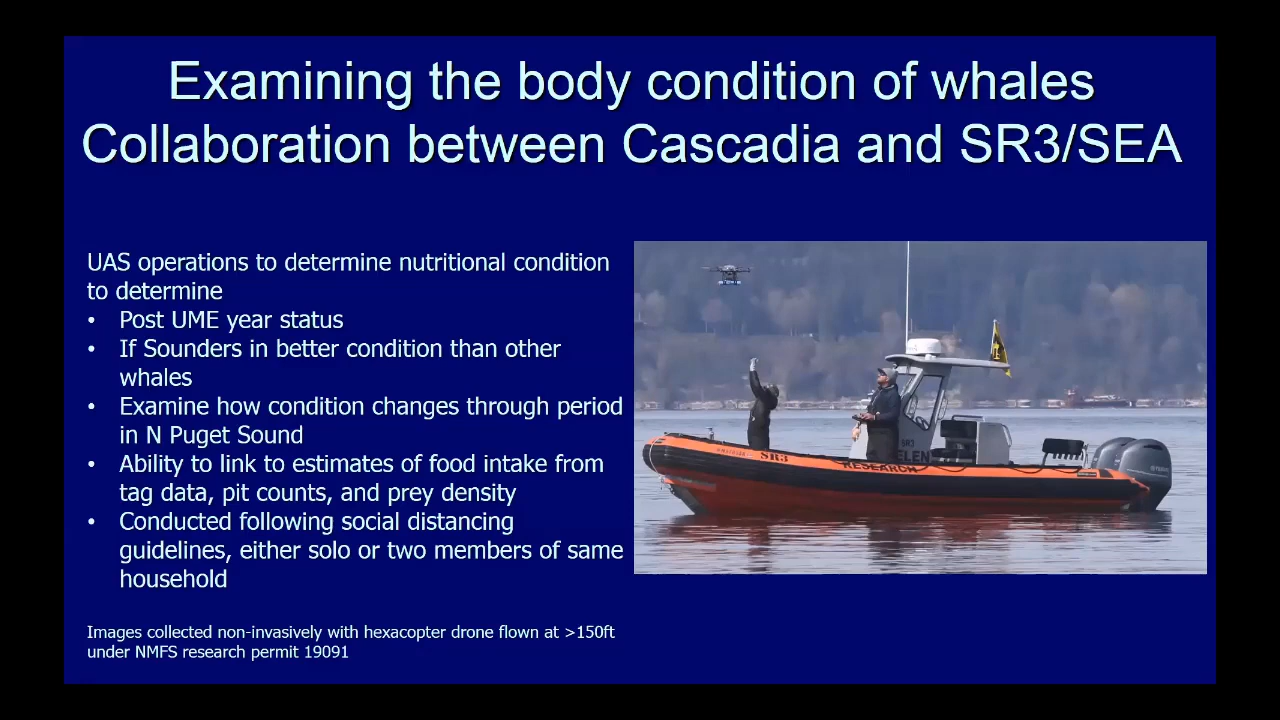 Examining the body condition of whales
Collaboration between Cascadia and SR3/SEA
UAS operations to determine nutritional condition
to determine
• Post UME year status
• If Sounders in better condition than other
whales
• Examine how condition changes through period
in N Puget Sound
• Ability to link to estimates of food intake from
tag data, pit counts, and prey density
• Conducted following social distancing
guidelines, either solo or two members of same
household
Images collected non-invasively with hexacopter drone flown at >150ft
under NMFS research permit 19091
SR3
SR3
RESEARCH